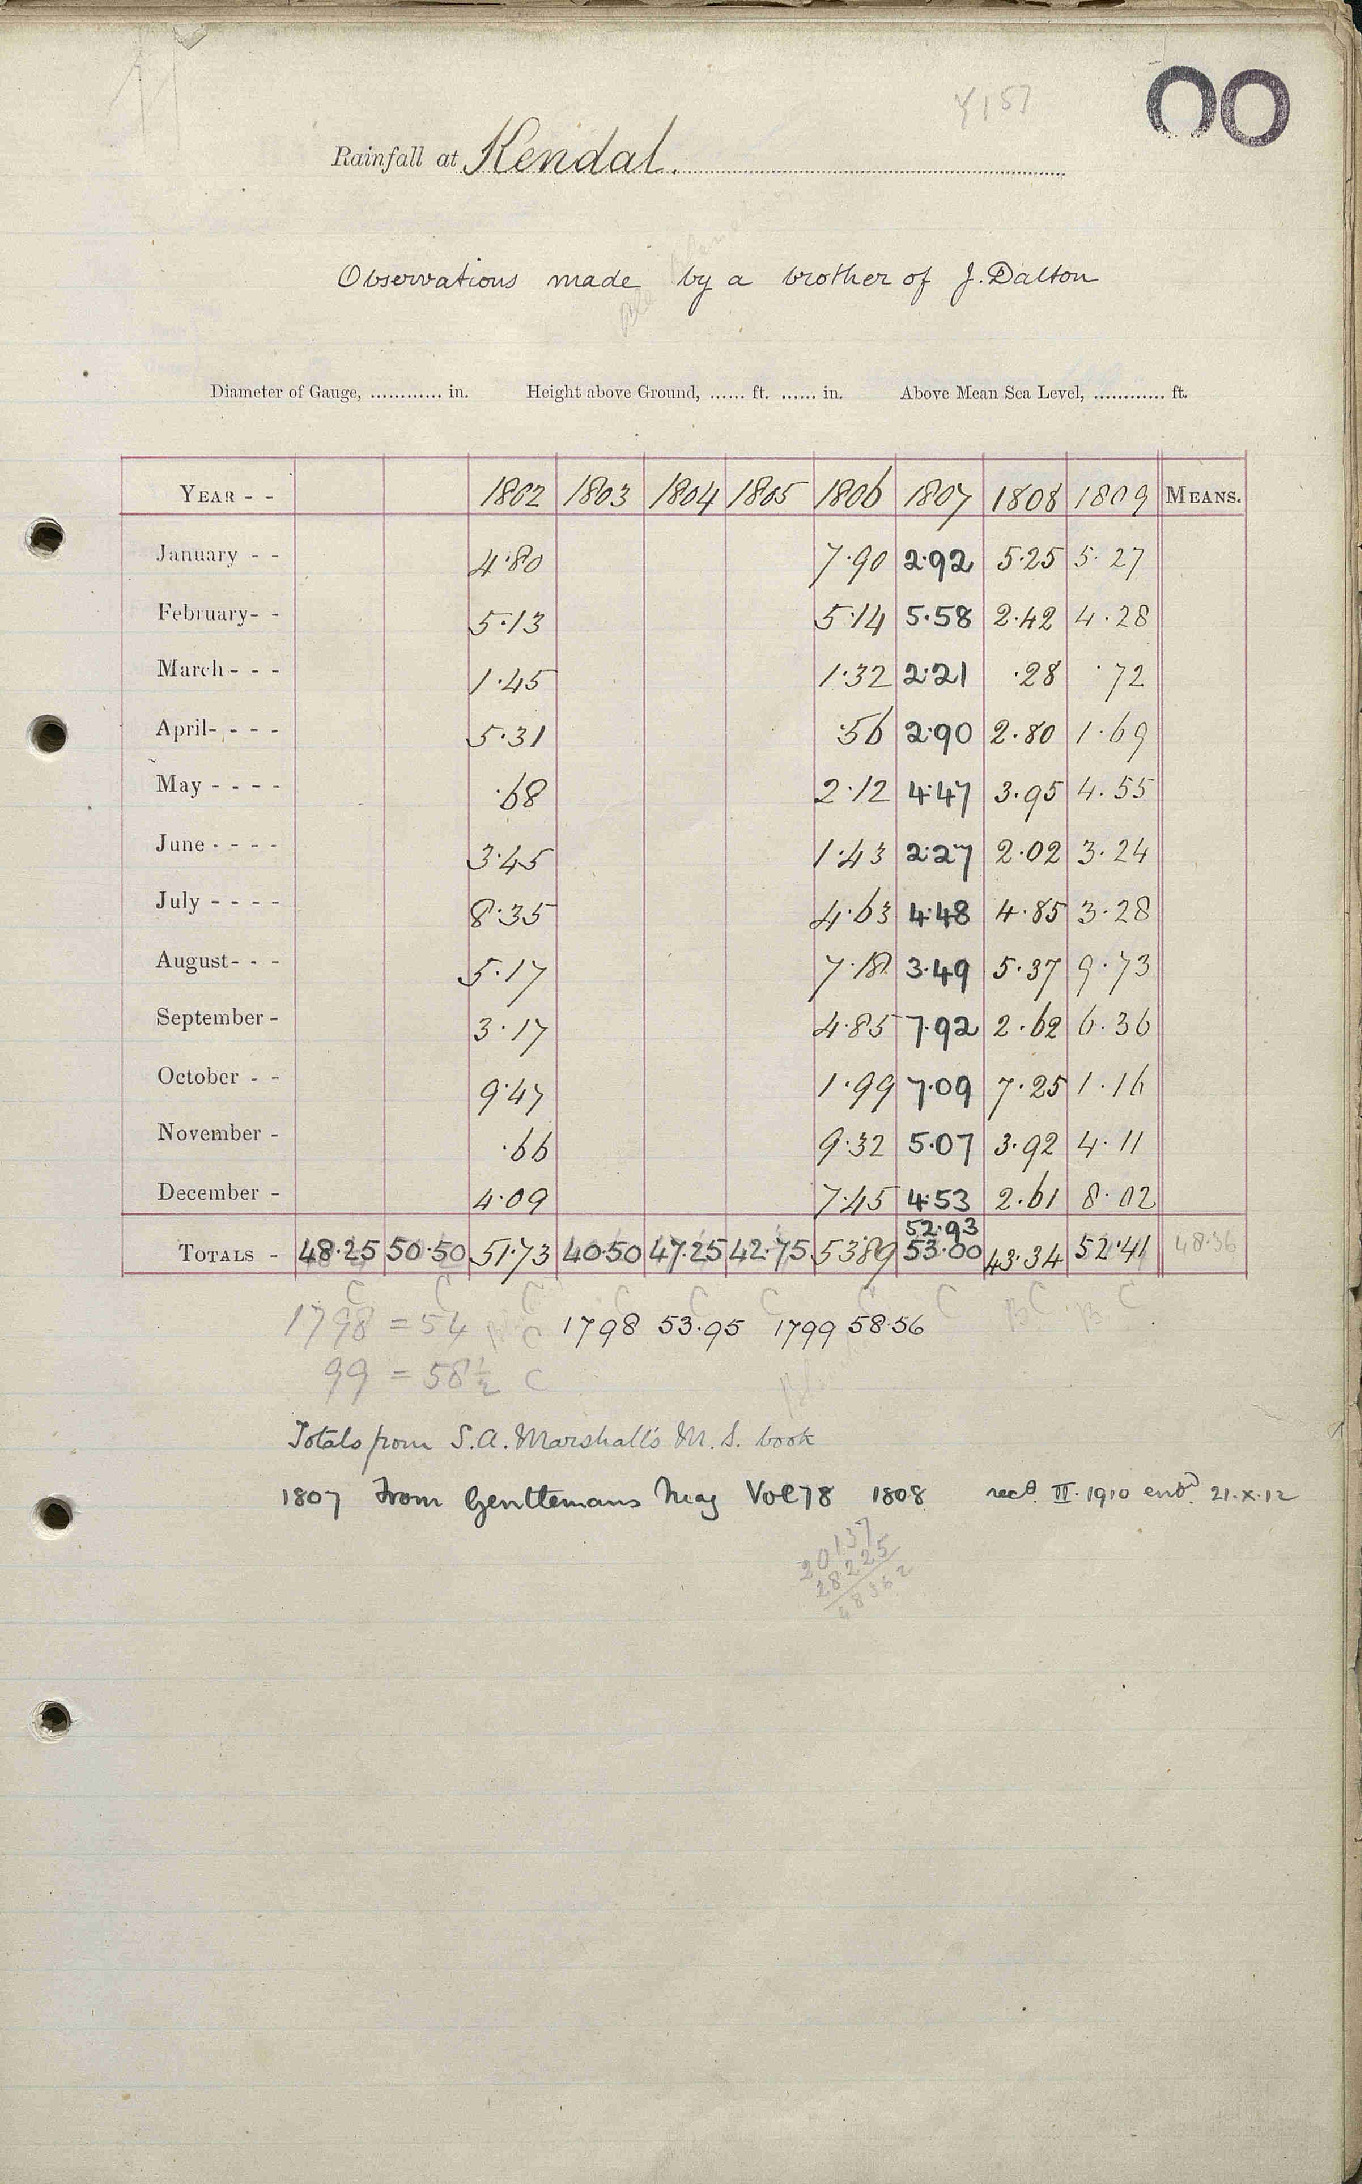 00
4157
Rainfall at Kendal.
Observations made by a brother of J. Dalton
Diameter of Gauge, ............ in. Height above Ground, ...... ft. ...... in. Above Mean Sea Level, ............ ft.
YEAR - - 1802 1803 1804 1805 1806 1807 1808 1809 MEANS.
January - - 4.80 7.90 2.92 5.25 5.27
February- - 5.13 5.14 5.58 2.42 4.28
March - - - 1.45 1.32 2.21 .28 .72
April- - - - 5.31 .56 2.90 2.80 1.69
May - - - - .68 2.12 4.47 3.95 4.55
June - - - - 3.45 1.43 2.27 2.02 3.24
July - - - - 8.35 4.63 4.48 4.85 3.28
August- - - 5.17 7.18 3.49 5.37 9.73
September - 3.17 4.85 7.92 2.62 6.36
October - - 9.47 1.99 7.09 7.25 1.16
November - .66 9.32 5.07 3.92 4.11
December - 4.09 7.45 4.53 2.61 8.02
52.93
TOTALS - 48.25 50.50 51.73 40.50 47.25 42.75 53.89 53.00 43.34 52.41 48.36
C C C C C C C C B C B C
1798 = 54 C 1798 53.95 1799 58.56
99 = 58½ C
Totals from S.A. Marshall's M.S. book
1807 From Gentlemans Mag Vol 78 1808 recd. II. 1910 entd. 21.X.12
20137
28225
48362